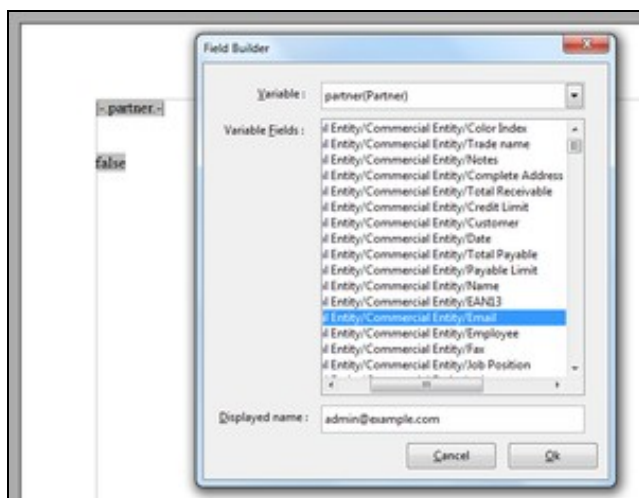 Field Builder
Variable :
partner(Partner)
|-.partner.-|
Variable Fields :
l Entity/Commercial Entity/Color Index
l Entity/Commercial Entity/Trade name
l Entity/Commercial Entity/Notes
l Entity/Commercial Entity/Complete Address
l Entity/Commercial Entity/Total Receivable
l Entity/Commercial Entity/Credit Limit
l Entity/Commercial Entity/Customer
false
l Entity/Commercial Entity/Date
l Entity/Commercial Entity/Total Payable
l Entity/Commercial Entity/Payable Limit
l Entity/Commercial Entity/Name
l Entity/Commercial Entity/EAN13
l Entity/Commercial Entity/Email
l Entity/Commercial Entity/Employee
l Entity/Commercial Entity/Fax
l Entity/Commercial Entity/Job Position
Displayed name :
admin@example.com
Cancel
Ok